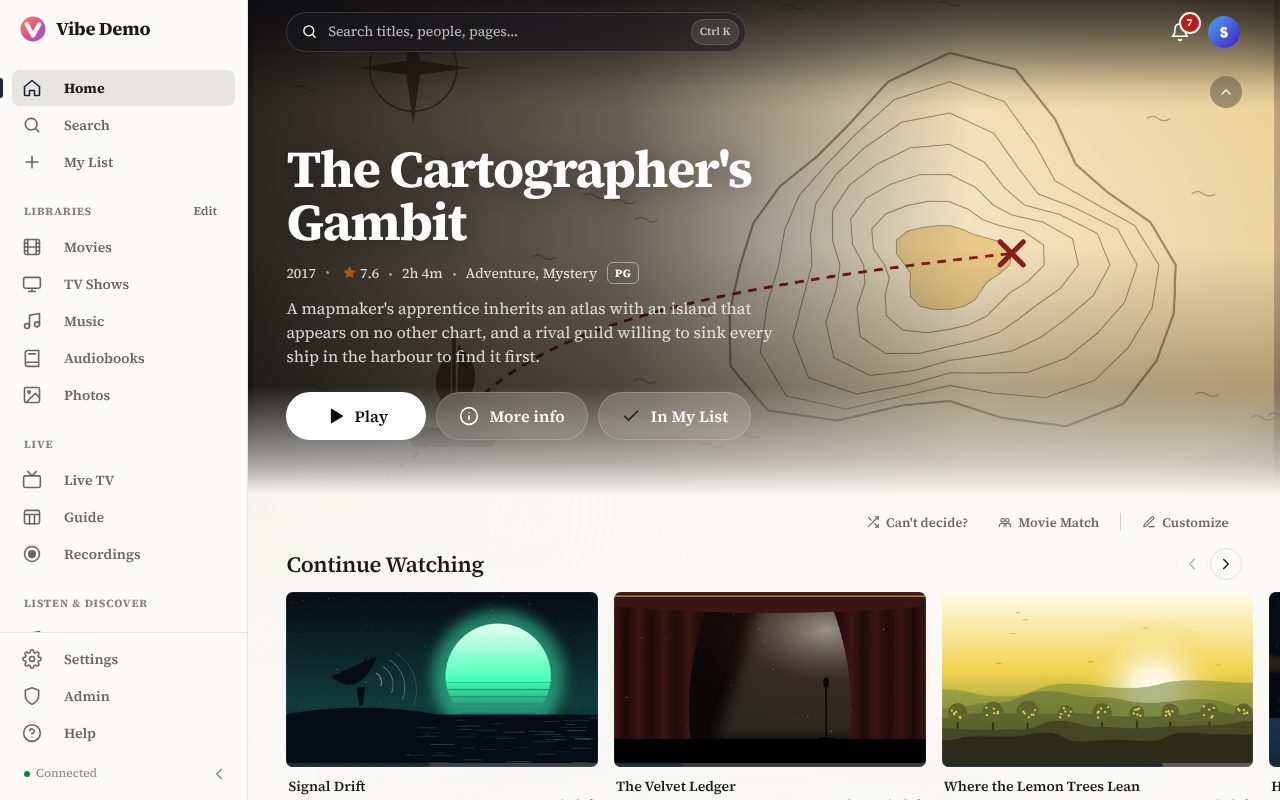 Vibe Demo
Search titles, people, pages...
Ctrl K
7
S
Home
Search
My List
LIBRARIES
Edit
Movies
TV Shows
Music
Audiobooks
Photos
LIVE
Live TV
Guide
Recordings
LISTEN & DISCOVER
Settings
Admin
Help
Connected
The Cartographer's
Gambit
2017 • 7.6 • 2h 4m • Adventure, Mystery PG
A mapmaker's apprentice inherits an atlas with an island that
appears on no other chart, and a rival guild willing to sink every
ship in the harbour to find it first.
Play
More info
In My List
Can't decide?
Movie Match
Customize
Continue Watching
Signal Drift
The Velvet Ledger
Where the Lemon Trees Lean